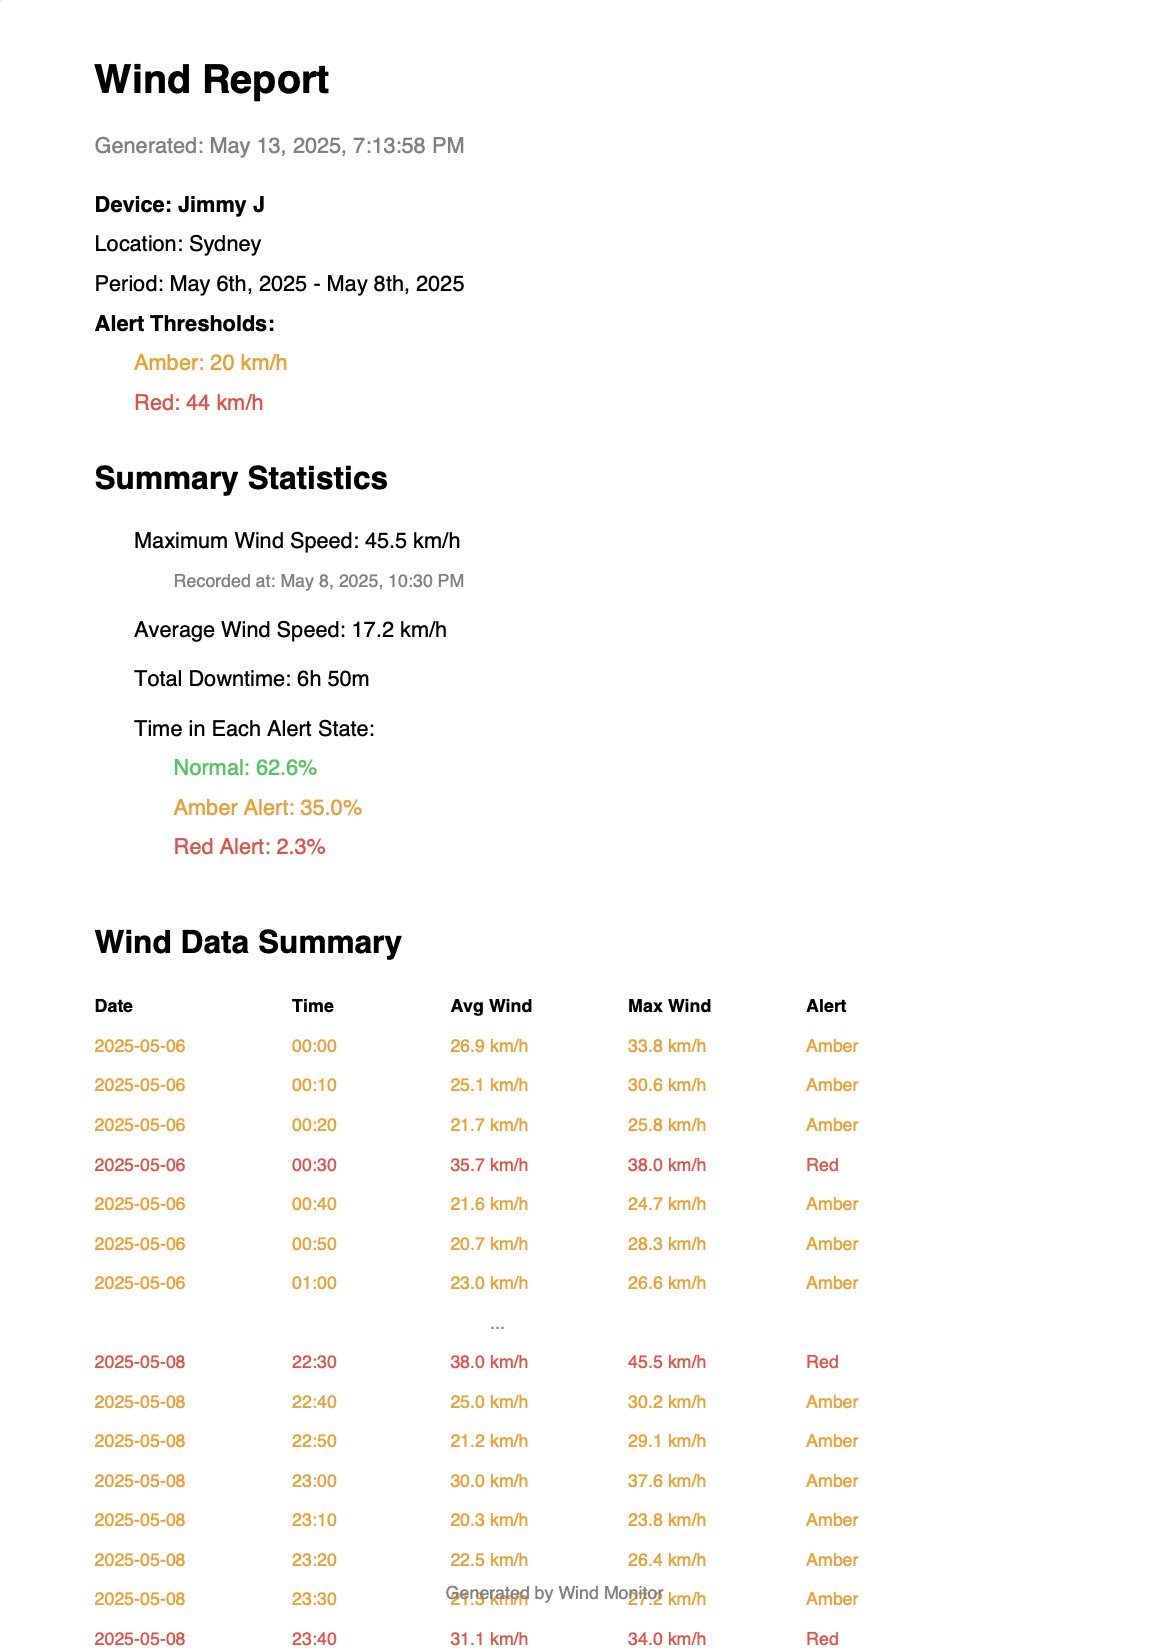 Wind Report
Generated: May 13, 2025, 7:13:58 PM
Device: Jimmy J
Location: Sydney
Period: May 6th, 2025 - May 8th, 2025
Alert Thresholds:
Amber: 20 km/h
Red: 44 km/h
Summary Statistics
Maximum Wind Speed: 45.5 km/h
Recorded at: May 8, 2025, 10:30 PM
Average Wind Speed: 17.2 km/h
Total Downtime: 6h 50m
Time in Each Alert State:
Normal: 62.6%
Amber Alert: 35.0%
Red Alert: 2.3%
Wind Data Summary
Date Time Avg Wind Max Wind Alert
2025-05-06 00:00 26.9 km/h 33.8 km/h Amber
2025-05-06 00:10 25.1 km/h 30.6 km/h Amber
2025-05-06 00:20 21.7 km/h 25.8 km/h Amber
2025-05-06 00:30 35.7 km/h 38.0 km/h Red
2025-05-06 00:40 21.6 km/h 24.7 km/h Amber
2025-05-06 00:50 20.7 km/h 28.3 km/h Amber
2025-05-06 01:00 23.0 km/h 26.6 km/h Amber
...
2025-05-08 22:30 38.0 km/h 45.5 km/h Red
2025-05-08 22:40 25.0 km/h 30.2 km/h Amber
2025-05-08 22:50 21.2 km/h 29.1 km/h Amber
2025-05-08 23:00 30.0 km/h 37.6 km/h Amber
2025-05-08 23:10 20.3 km/h 23.8 km/h Amber
2025-05-08 23:20 22.5 km/h 26.4 km/h Amber
Generated by Wind Monitor
2025-05-08 23:30 km/h 27.2 km/h Amber
2025-05-08 23:40 31.1 km/h 34.0 km/h Red